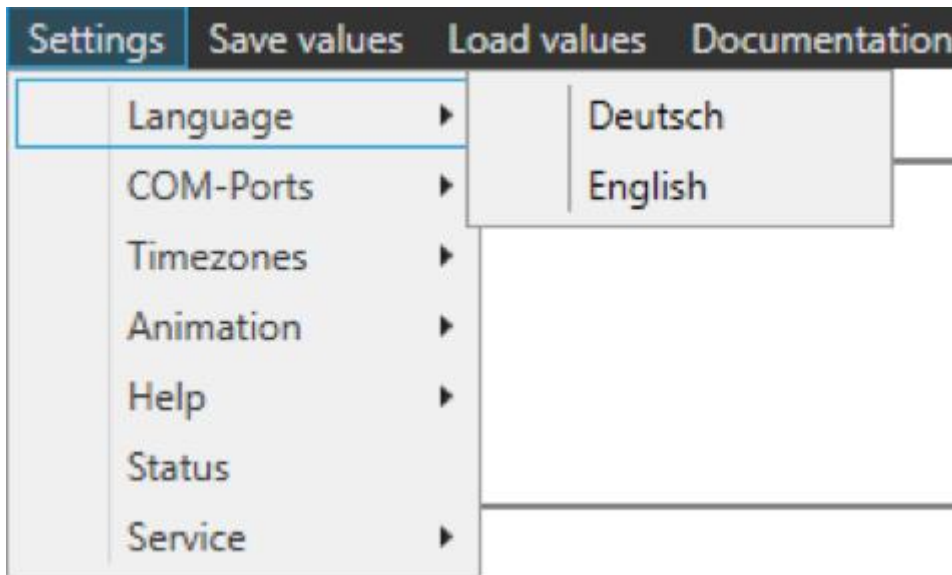 Settings Save values Load values Documentation
Language
Deutsch
English
COM-Ports
Timezones
Animation
Help
Status
Service